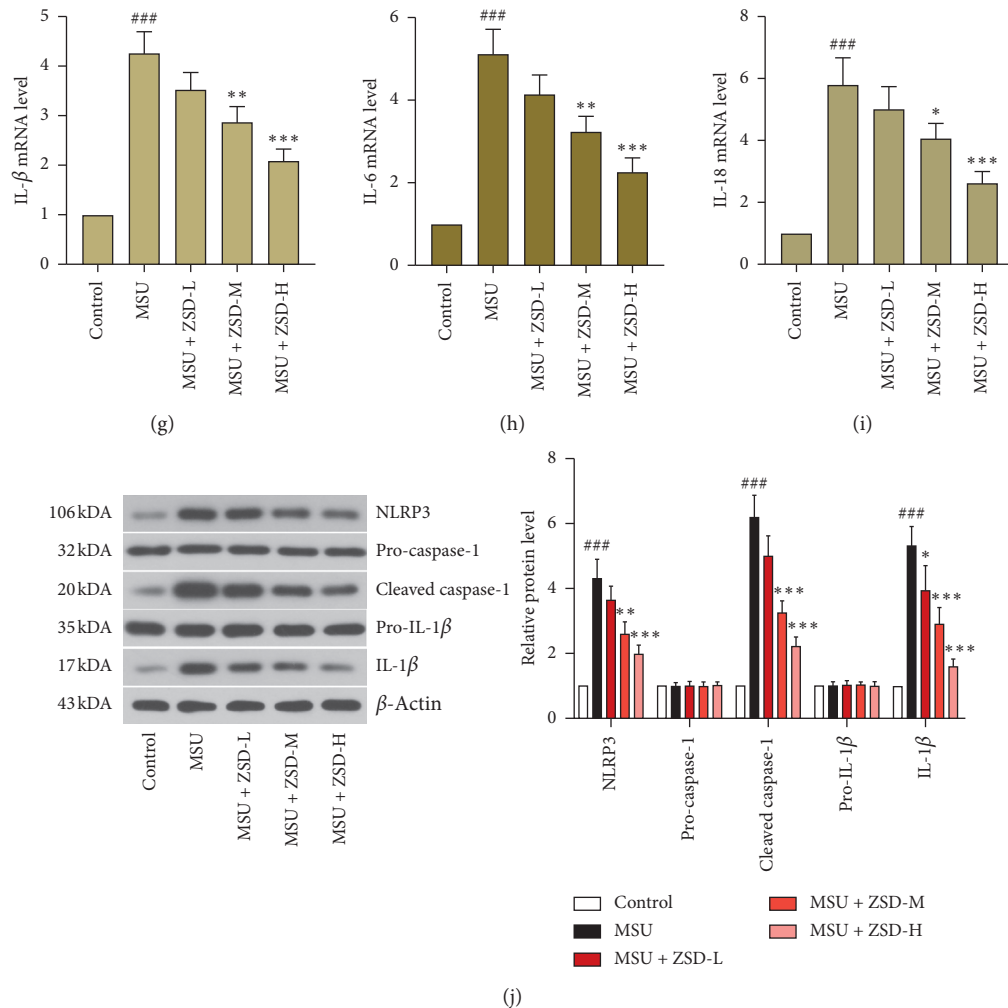 5
4
3
2
1
0
IL-β mRNA level
###
**
***
Control
MSU
MSU + ZSD-L
MSU + ZSD-M
MSU + ZSD-H
(g)
6
4
2
0
IL-6 mRNA level
###
**
***
Control
MSU
MSU + ZSD-L
MSU + ZSD-M
MSU + ZSD-H
(h)
8
6
4
2
0
IL-18 mRNA level
###
*
***
Control
MSU
MSU + ZSD-L
MSU + ZSD-M
MSU + ZSD-H
(i)
106 kDA NLRP3
32 kDA Pro-caspase-1
20 kDA Cleaved caspase-1
35 kDA Pro-IL-1β
17 kDA IL-1β
43 kDA β-Actin
Control
MSU
MSU + ZSD-L
MSU + ZSD-M
MSU + ZSD-H
8
6
4
2
0
Relative protein level
###
**
***
###
***
***
###
*
***
***
NLRP3
Pro-caspase-1
Cleaved caspase-1
Pro-IL-1β
IL-1β
Control
MSU
MSU + ZSD-L
MSU + ZSD-M
MSU + ZSD-H
(j)